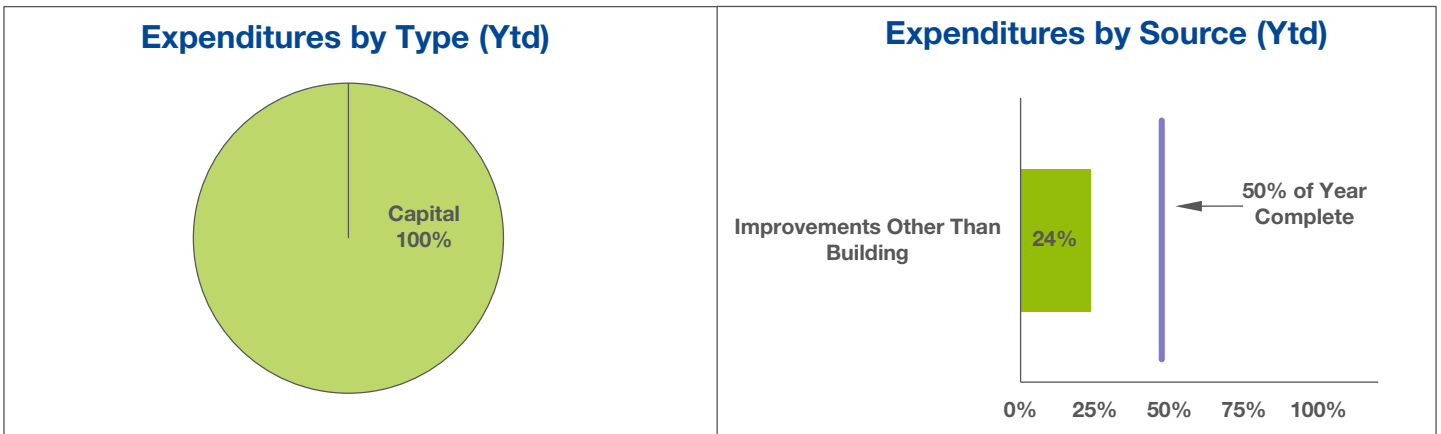 Expenditures by Type (Ytd)
Capital
100%
Expenditures by Source (Ytd)
Improvements Other Than
Building
24%
50% of Year
Complete
0% 25% 50% 75% 100%